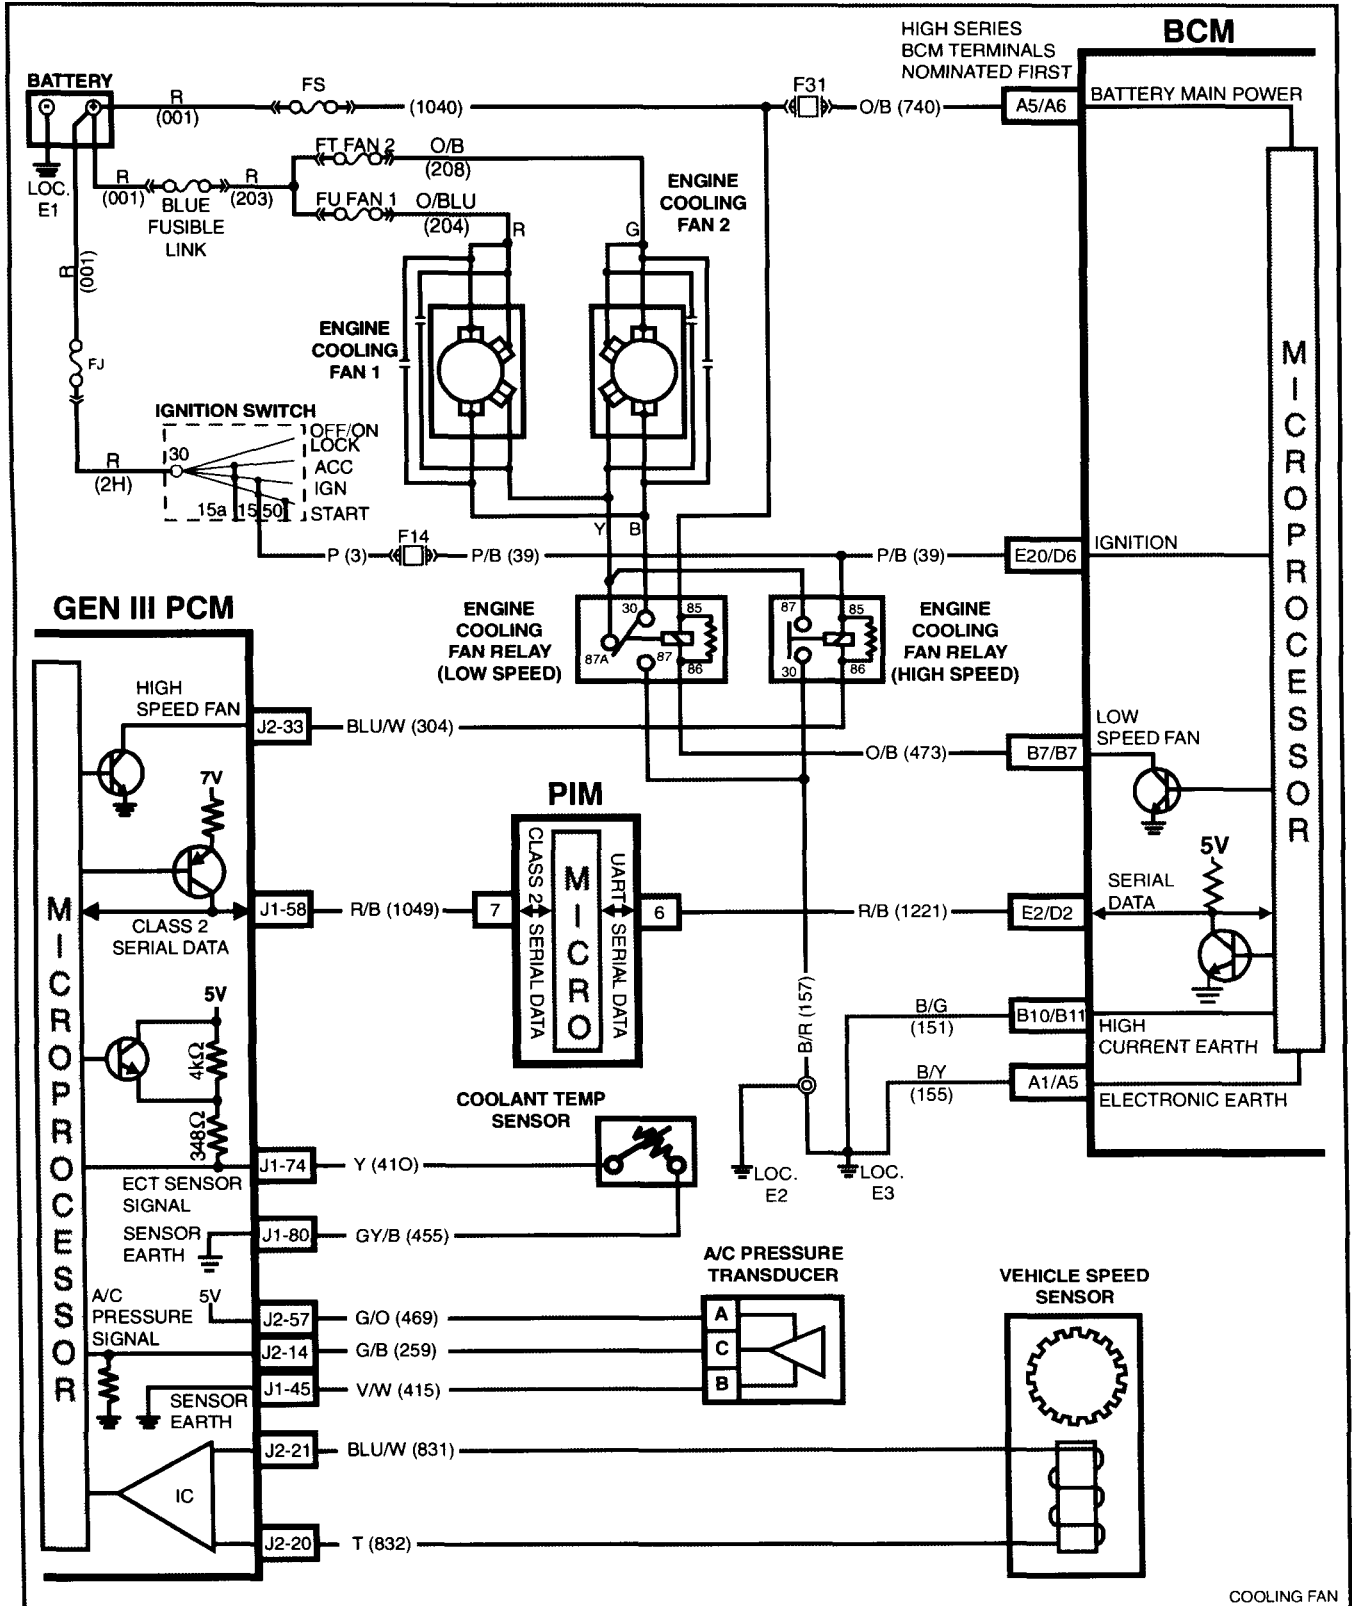 HIGH SERIES
BCM TERMINALS
NOMINATED FIRST
BCM
BATTERY
R
(001)
FS
(1040)
F31
O/B (740)
A5/A6
BATTERY MAIN POWER
LOC.
E1
R
(001)
BLUE
FUSIBLE
LINK
R
(203)
FT FAN 2
O/B
(208)
FU FAN 1
O/BLU
(204)
R
G
ENGINE
COOLING
FAN 2
R
(001)
FJ
ENGINE
COOLING
FAN 1
IGNITION SWITCH
30
OFF/ON
LOCK
ACC
IGN
START
15a
15
50
R
(2H)
Y
B
P (3)
F14
P/B (39)
P/B (39)
E20/D6
IGNITION
MICROPROCESSOR
GEN III PCM
ENGINE
COOLING
FAN RELAY
(LOW SPEED)
30
85
87A
87
86
87
85
30
86
ENGINE
COOLING
FAN RELAY
(HIGH SPEED)
HIGH
SPEED FAN
J2-33
BLU/W (304)
O/B (473)
B7/B7
LOW
SPEED FAN
7V
PIM
CLASS 2 SERIAL DATA
MICRO
UART SERIAL DATA
5V
J1-58
R/B (1049)
7
6
R/B (1221)
E2/D2
SERIAL
DATA
CLASS 2
SERIAL DATA
MICROPROCESSOR
5V
4kΩ
348Ω
B/R (157)
B/G
(151)
B10/B11
HIGH
CURRENT EARTH
B/Y
(155)
A1/A5
ELECTRONIC EARTH
COOLANT TEMP
SENSOR
J1-74
Y (41O)
ECT SENSOR
SIGNAL
LOC.
E2
LOC.
E3
SENSOR
EARTH
J1-80
GY/B (455)
A/C PRESSURE
TRANSDUCER
VEHICLE SPEED
SENSOR
A/C
PRESSURE
SIGNAL
5V
J2-57
G/O (469)
A
J2-14
G/B (259)
C
J1-45
V/W (415)
B
SENSOR
EARTH
J2-21
BLU/W (831)
IC
J2-20
T (832)
COOLING FAN